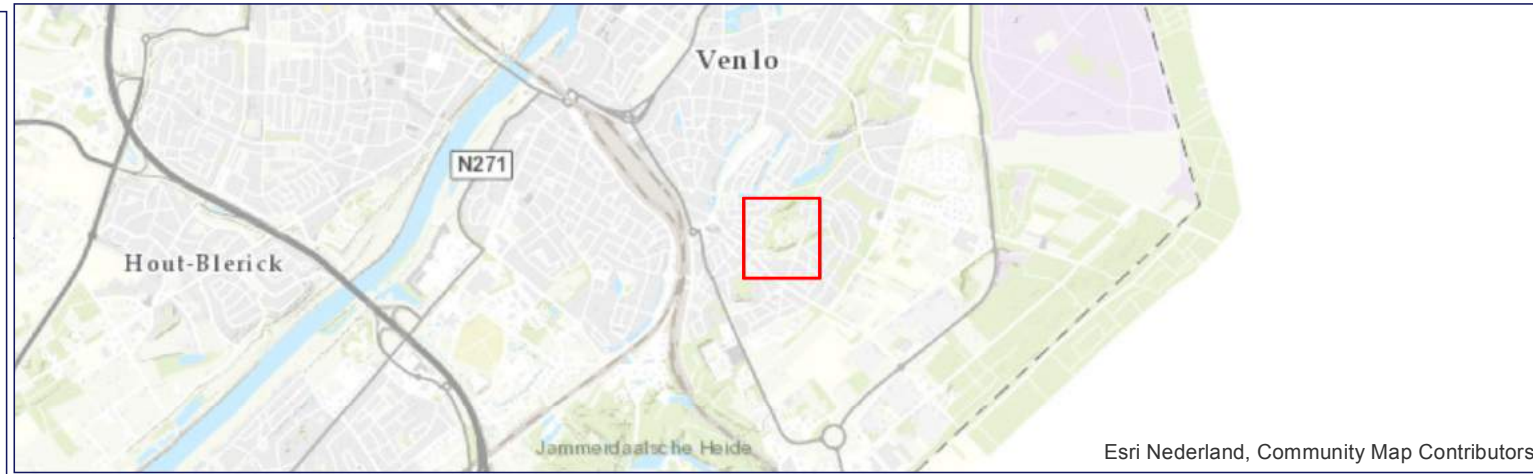 Venlo
N271
Hout-Blerick
Jammerdaalsche Heide
Esri Nederland, Community Map Contributors